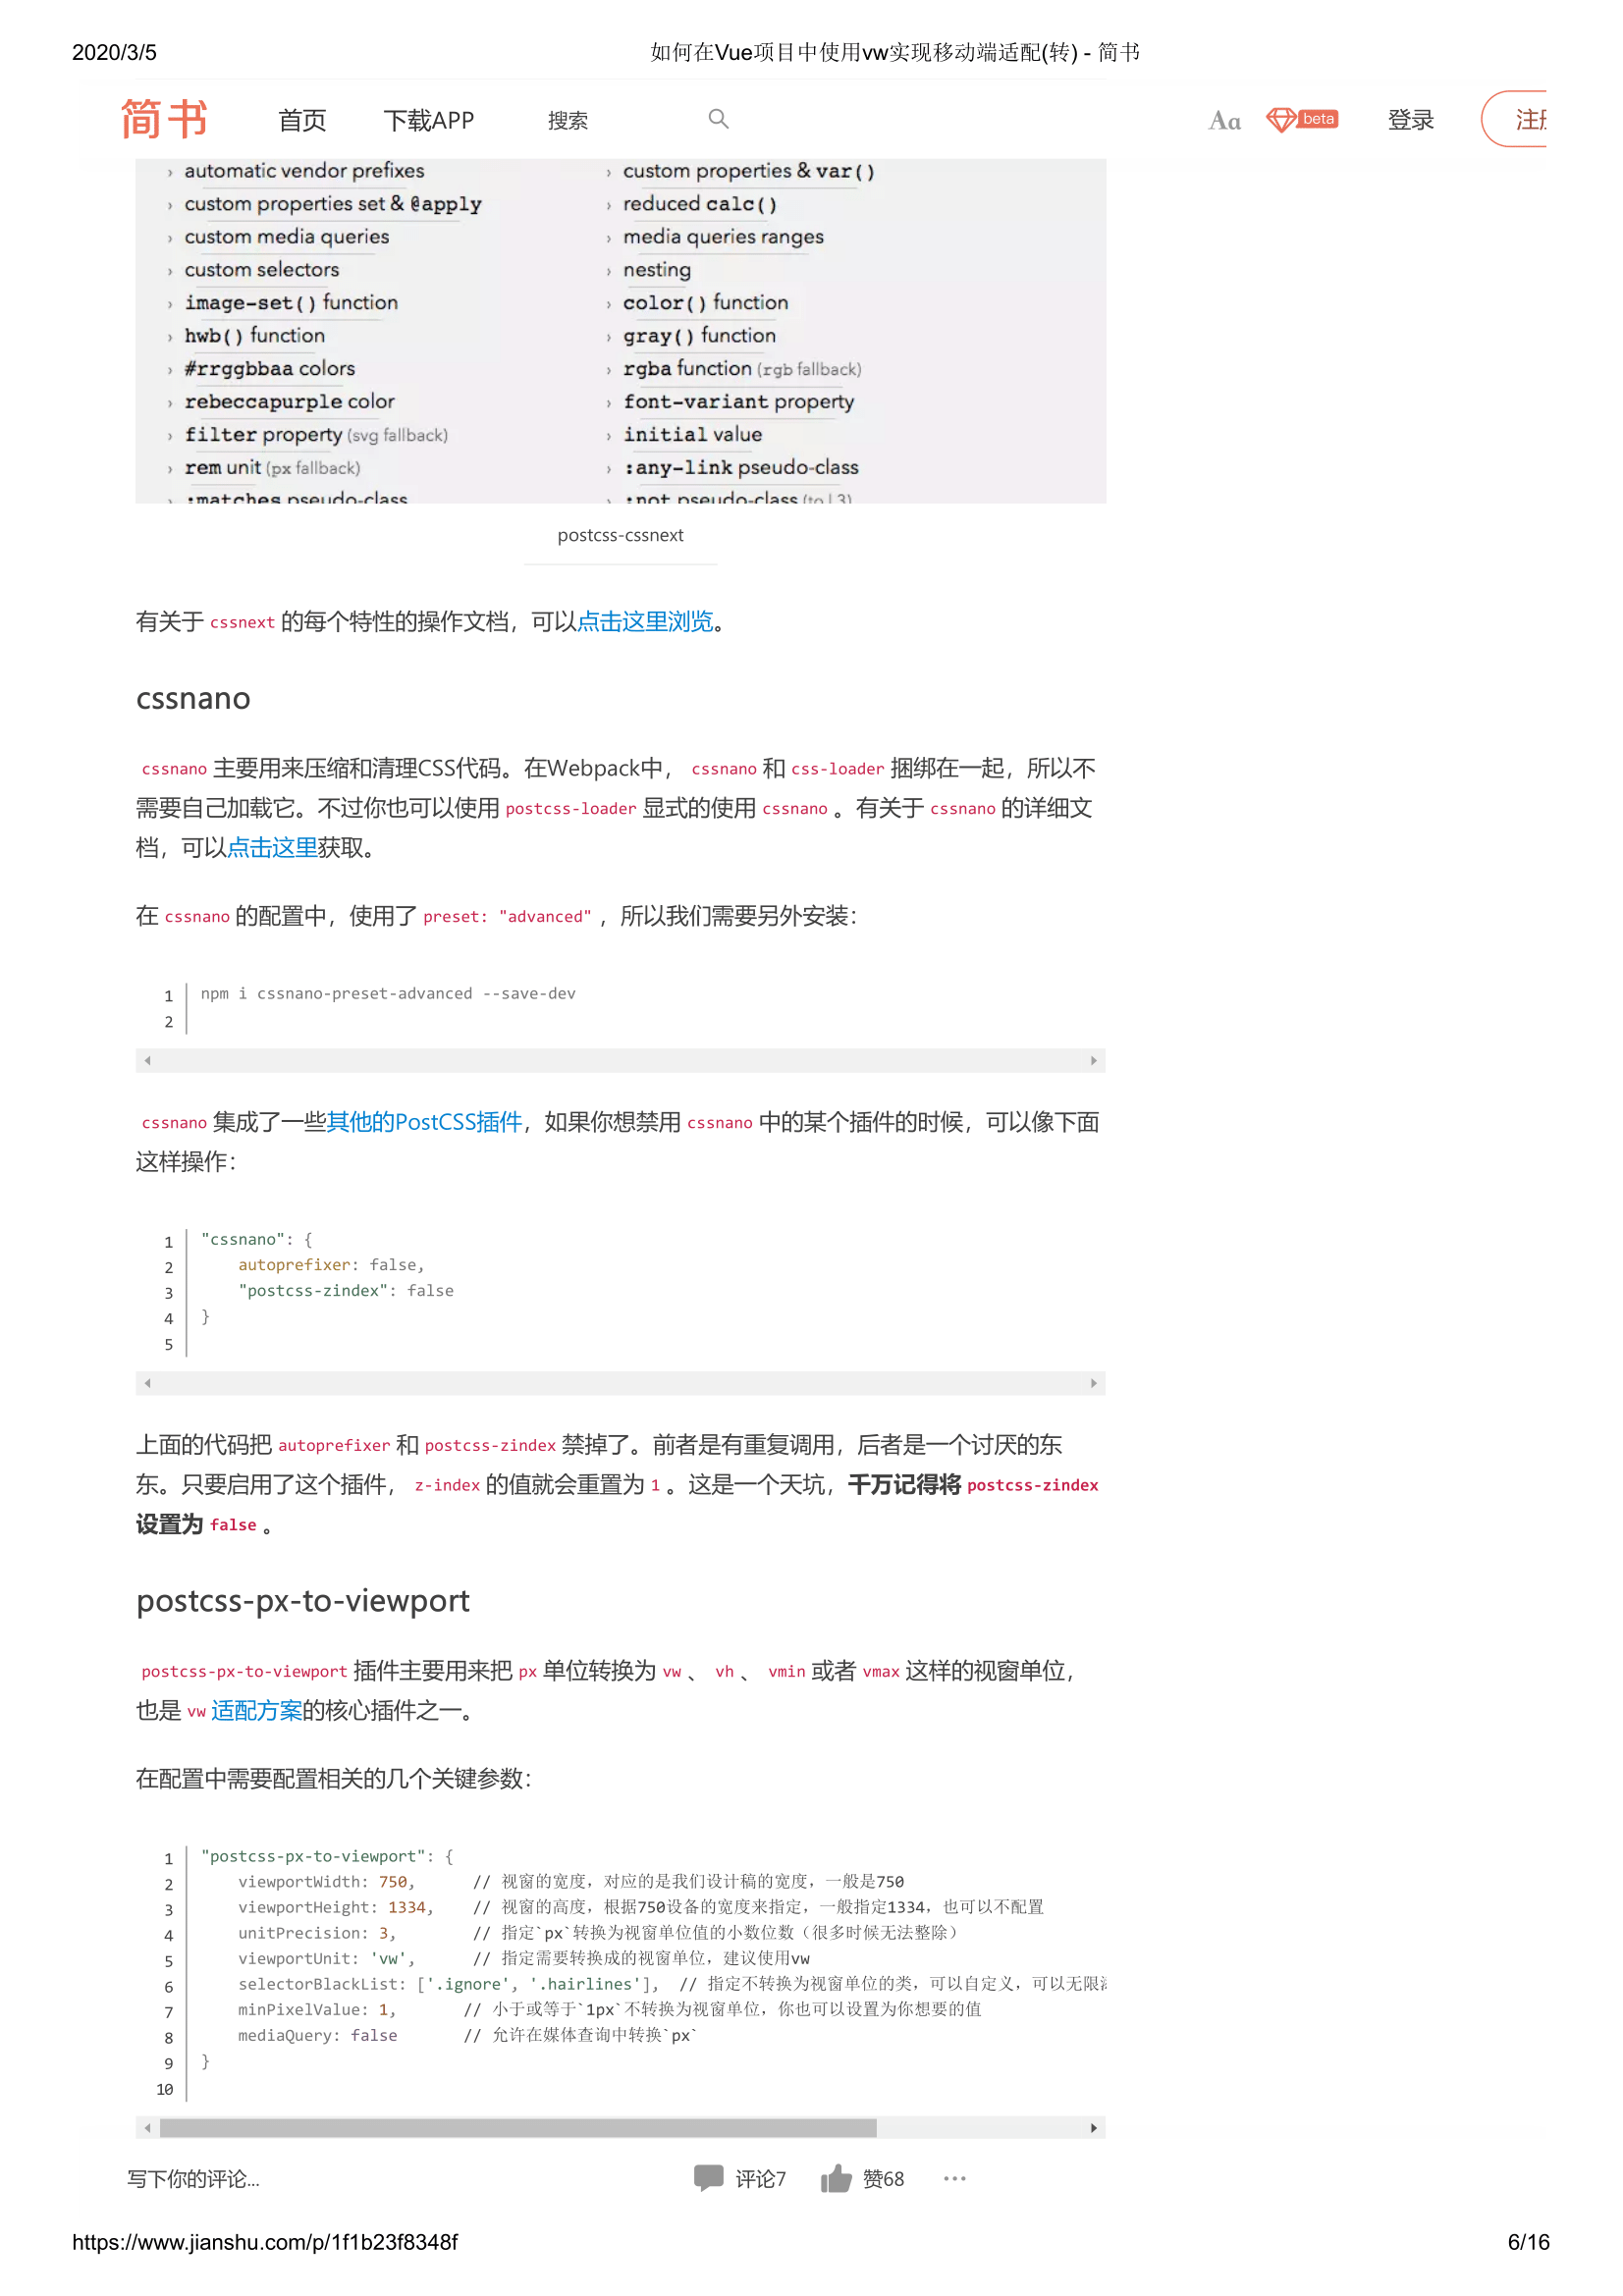 2020/3/5 如何在Vue项目中使用vw实现移动端适配(转) - 简书
简书 首页 下载APP 搜索 Aa beta 登录 注册
› automatic vendor prefixes › custom properties & var()
› custom properties set & @apply › reduced calc()
› custom media queries › media queries ranges
› custom selectors › nesting
› image-set() function › color() function
› hwb() function › gray() function
› #rrggbbaa colors › rgba function (rgb fallback)
› rebeccapurple color › font-variant property
› filter property (svg fallback) › initial value
› rem unit (px fallback) › :any-link pseudo-class
› :matches pseudo-class › :not pseudo-class (to l.3)
postcss-cssnext
有关于 cssnext 的每个特性的操作文档，可以点击这里浏览。
cssnano
cssnano 主要用来压缩和清理CSS代码。在Webpack中， cssnano 和 css-loader 捆绑在一起，所以不
需要自己加载它。不过你也可以使用 postcss-loader 显式的使用 cssnano 。有关于 cssnano 的详细文
档，可以点击这里获取。
在 cssnano 的配置中，使用了 preset: "advanced" ，所以我们需要另外安装：
1 npm i cssnano-preset-advanced --save-dev
2
cssnano 集成了一些其他的PostCSS插件，如果你想禁用 cssnano 中的某个插件的时候，可以像下面
这样操作：
1 "cssnano": {
2 autoprefixer: false,
3 "postcss-zindex": false
4 }
5
上面的代码把 autoprefixer 和 postcss-zindex 禁掉了。前者是有重复调用，后者是一个讨厌的东
东。只要启用了这个插件， z-index 的值就会重置为 1 。这是一个天坑，千万记得将 postcss-zindex
设置为 false 。
postcss-px-to-viewport
postcss-px-to-viewport 插件主要用来把 px 单位转换为 vw 、 vh 、 vmin 或者 vmax 这样的视窗单位，
也是 vw 适配方案的核心插件之一。
在配置中需要配置相关的几个关键参数：
1 "postcss-px-to-viewport": {
2 viewportWidth: 750, // 视窗的宽度，对应的是我们设计稿的宽度，一般是750
3 viewportHeight: 1334, // 视窗的高度，根据750设备的宽度来指定，一般指定1334，也可以不配置
4 unitPrecision: 3, // 指定`px`转换为视窗单位值的小数位数（很多时候无法整除）
5 viewportUnit: 'vw', // 指定需要转换成的视窗单位，建议使用vw
6 selectorBlackList: ['.ignore', '.hairlines'], // 指定不转换为视窗单位的类，可以自定义，可以无限
7 minPixelValue: 1, // 小于或等于`1px`不转换为视窗单位，你也可以设置为你想要的值
8 mediaQuery: false // 允许在媒体查询中转换`px`
9 }
10
写下你的评论... 评论7 赞68 ...
https://www.jianshu.com/p/1f1b23f8348f 6/16